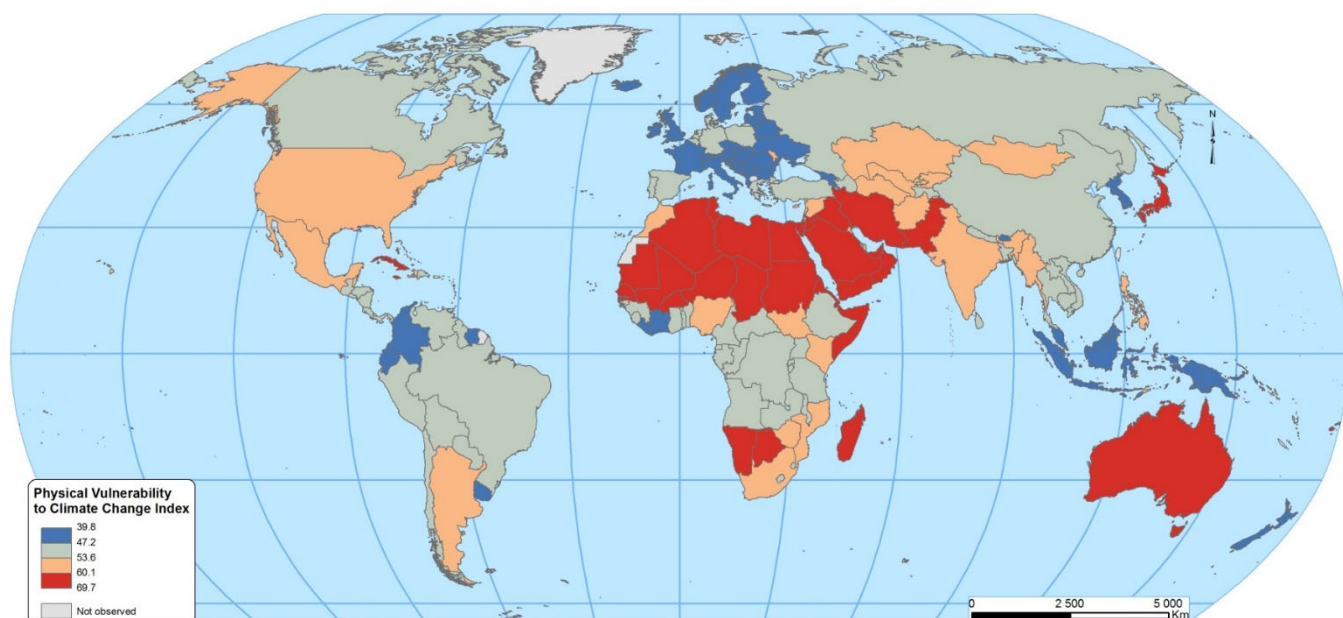 N
Physical Vulnerability
to Climate Change Index
39.8
47.2
53.6
60.1
69.7
Not observed
0 2 500 5 000
Km